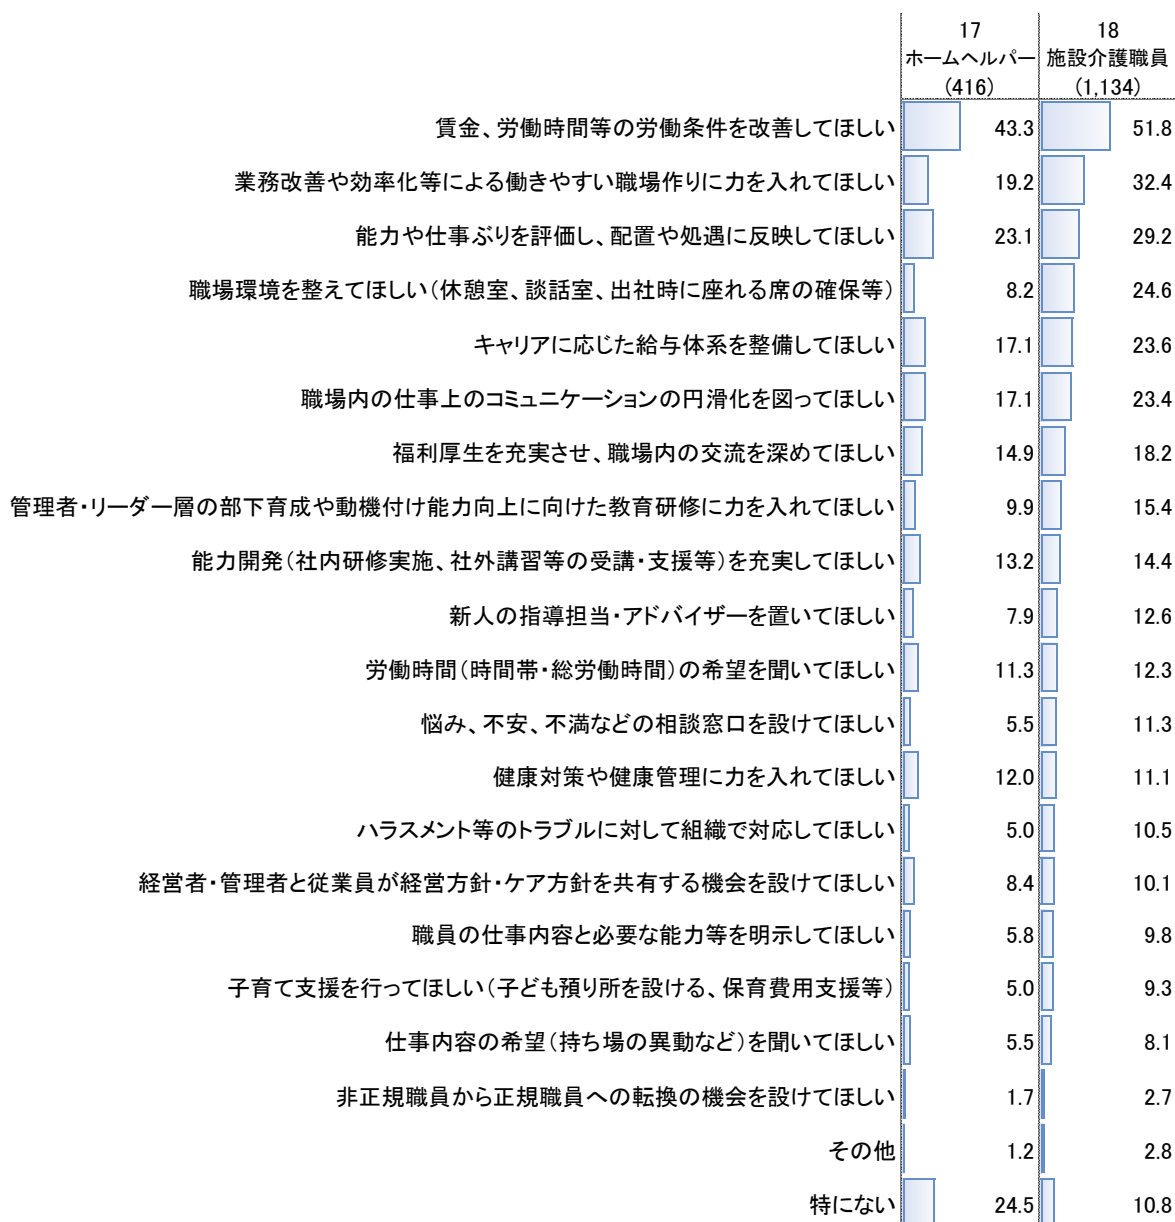 17 18
ホームヘルパー 施設介護職員
(416) (1,134)
賃金、労働時間等の労働条件を改善してほしい 43.3 51.8
業務改善や効率化等による働きやすい職場作りに力を入れてほしい 19.2 32.4
能力や仕事ぶりを評価し、配置や処遇に反映してほしい 23.1 29.2
職場環境を整えてほしい(休憩室、談話室、出社時に座れる席の確保等) 8.2 24.6
キャリアに応じた給与体系を整備してほしい 17.1 23.6
職場内の仕事上のコミュニケーションの円滑化を図ってほしい 17.1 23.4
福利厚生を充実させ、職場内の交流を深めてほしい 14.9 18.2
管理者・リーダー層の部下育成や動機付け能力向上に向けた教育研修に力を入れてほしい 9.9 15.4
能力開発(社内研修実施、社外講習等の受講・支援等)を充実してほしい 13.2 14.4
新人の指導担当・アドバイザーを置いてほしい 7.9 12.6
労働時間(時間帯・総労働時間)の希望を聞いてほしい 11.3 12.3
悩み、不安、不満などの相談窓口を設けてほしい 5.5 11.3
健康対策や健康管理に力を入れてほしい 12.0 11.1
ハラスメント等のトラブルに対して組織で対応してほしい 5.0 10.5
経営者・管理者と従業員が経営方針・ケア方針を共有する機会を設けてほしい 8.4 10.1
職員の仕事内容と必要な能力等を明示してほしい 5.8 9.8
子育て支援を行ってほしい(子ども預り所を設ける、保育費用支援等) 5.0 9.3
仕事内容の希望(持ち場の異動など)を聞いてほしい 5.5 8.1
非正規職員から正規職員への転換の機会を設けてほしい 1.7 2.7
その他 1.2 2.8
特にない 24.5 10.8